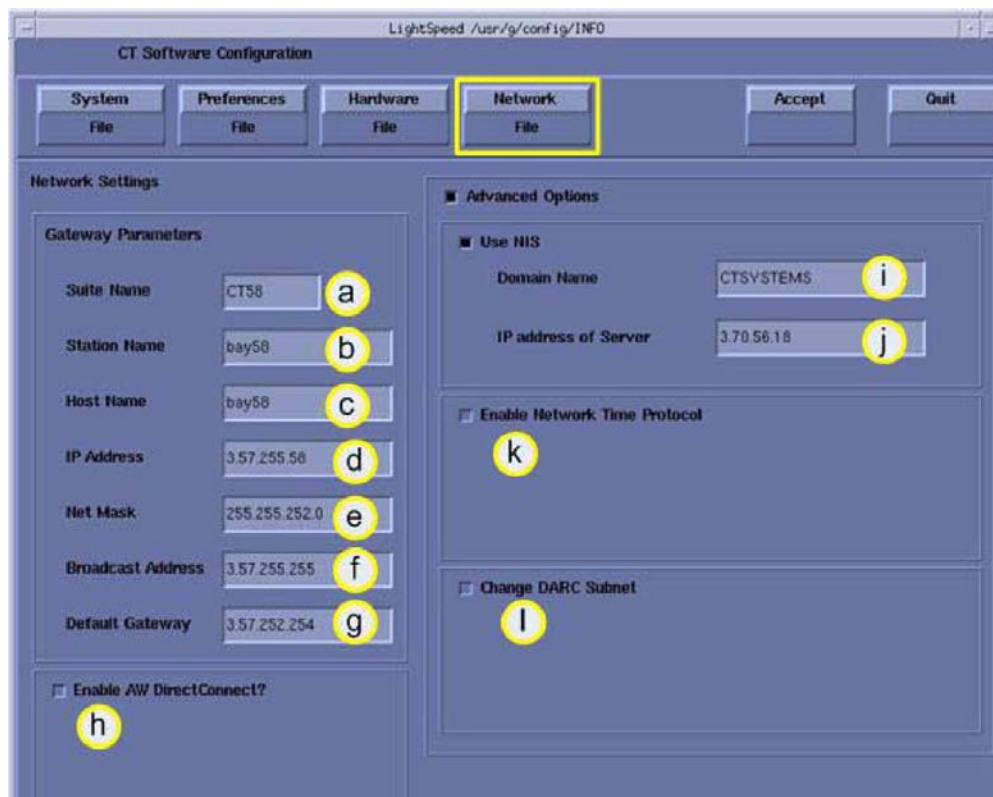 LightSpeed /usr/g/config/INFO
CT Software Configuration
System Preferences Hardware Network Accept Quit
File File File File
Network Settings
Gateway Parameters
Suite Name CT58 a
Station Name bay58 b
Host Name bay58 c
IP Address 3.57.255.58 d
Net Mask 255.255.252.0 e
Broadcast Address 3.57.255.255 f
Default Gateway 3.57.252.254 g
Enable AW DirectConnect?
h
Advanced Options
Use NIS
Domain Name CTSYSTEMS i
IP address of Server 3.70.56.18 j
Enable Network Time Protocol
k
Change DARC Subnet
l